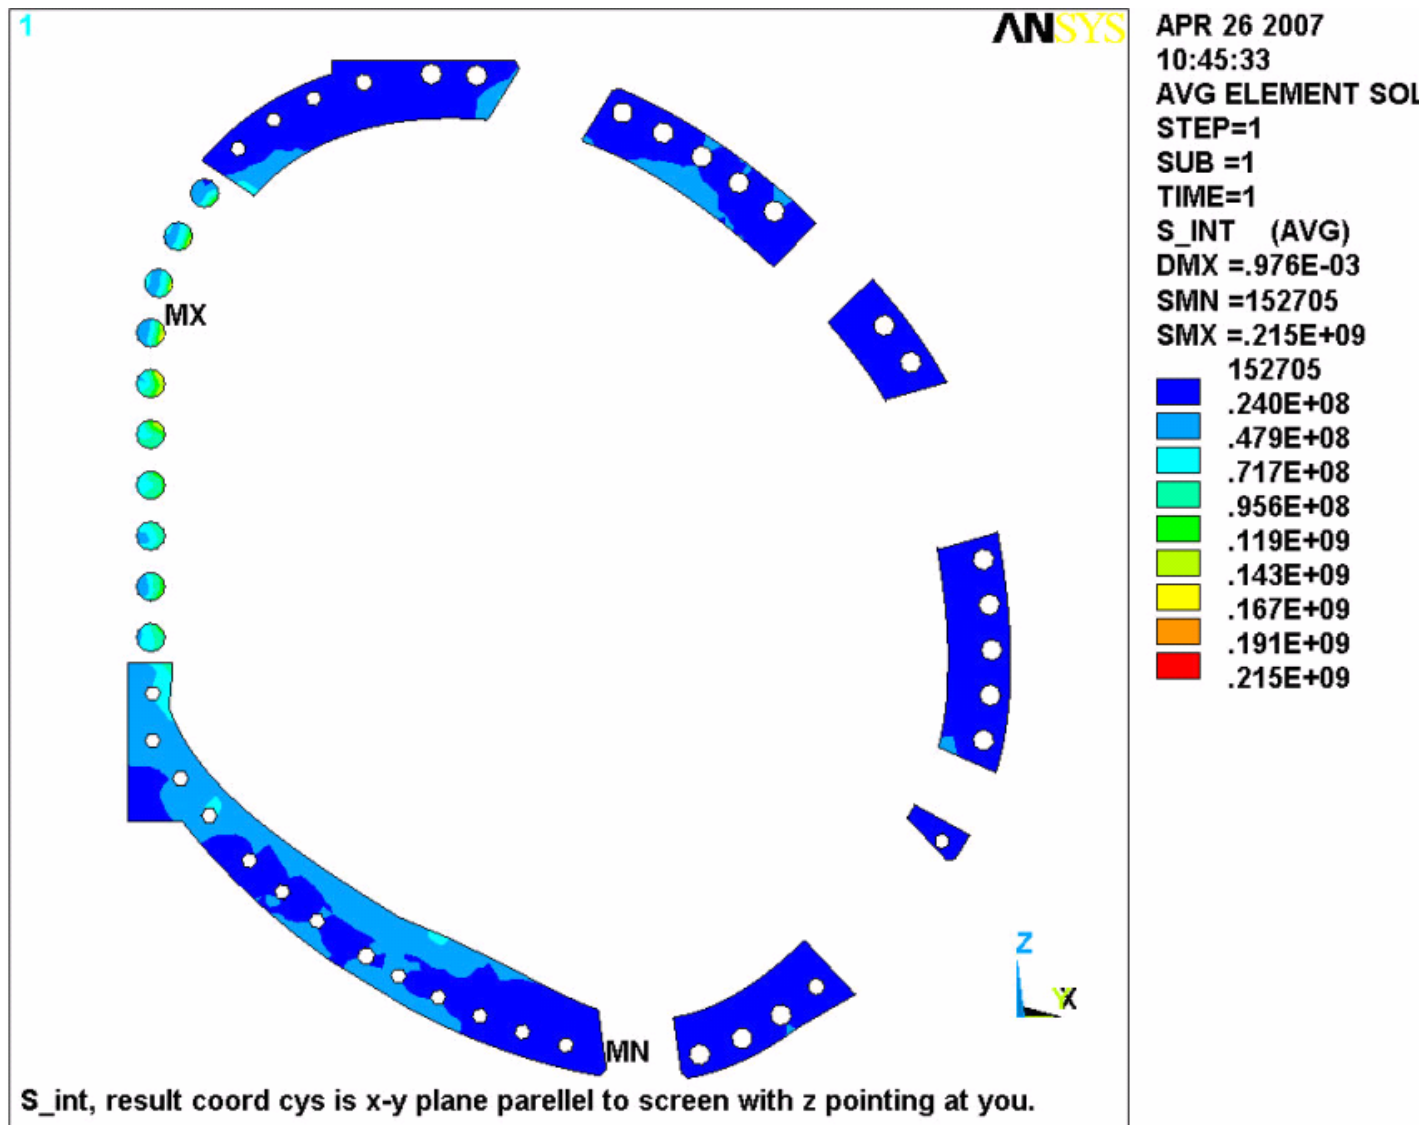 1
ANSYS
APR 26 2007
10:45:33
AVG ELEMENT SOL
STEP=1
SUB =1
TIME=1
S_INT (AVG)
DMX =.976E-03
SMN =152705
SMX =.215E+09
152705
.240E+08
.479E+08
.717E+08
.956E+08
.119E+09
.143E+09
.167E+09
.191E+09
.215E+09
MX
MN
Z
Y
X
S_int, result coord cys is x-y plane parellel to screen with z pointing at you.